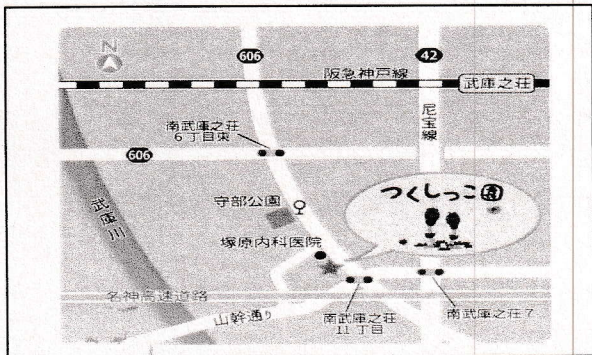 N
606
42
阪急神戸線
武庫之荘
尼宝線
南武庫之荘
6丁目東
606
武庫川
守部公園
つくしっこ園
塚原内科医院
名神高速道路
山幹通り
南武庫之荘
11丁目
南武庫之荘7